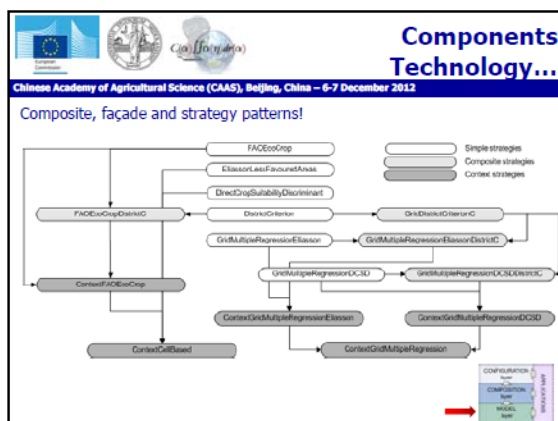 European
Commission
Components
Technology...
Chinese Academy of Agricultural Science (CAAS), Beijing, China – 6-7 December 2012
Composite, façade and strategy patterns!
FAOEcoCrop
Simple strategies
EliassonLessFavouredAreas
Composite strategies
DirectCropSuitabilityDiscriminant
Context strategies
FAOEcoCropDistrictC
DistrictCriterion
GridDistrictCriterionC
GridMultipleRegressionEliasson
GridMultipleRegressionEliassonDistrictC
GridMultipleRegressionDCSD
GridMultipleRegressionDCSDDistrictC
ContextFAOEcoCrop
ContextGridMultipleRegressionEliasson
ContextGridMultipleRegressionDCSD
ContextCellBased
ContextGridMultipleRegression
CONFIGURATION
layer
COMPOSITION
layer
MODEL
layer
APPLICATIONS